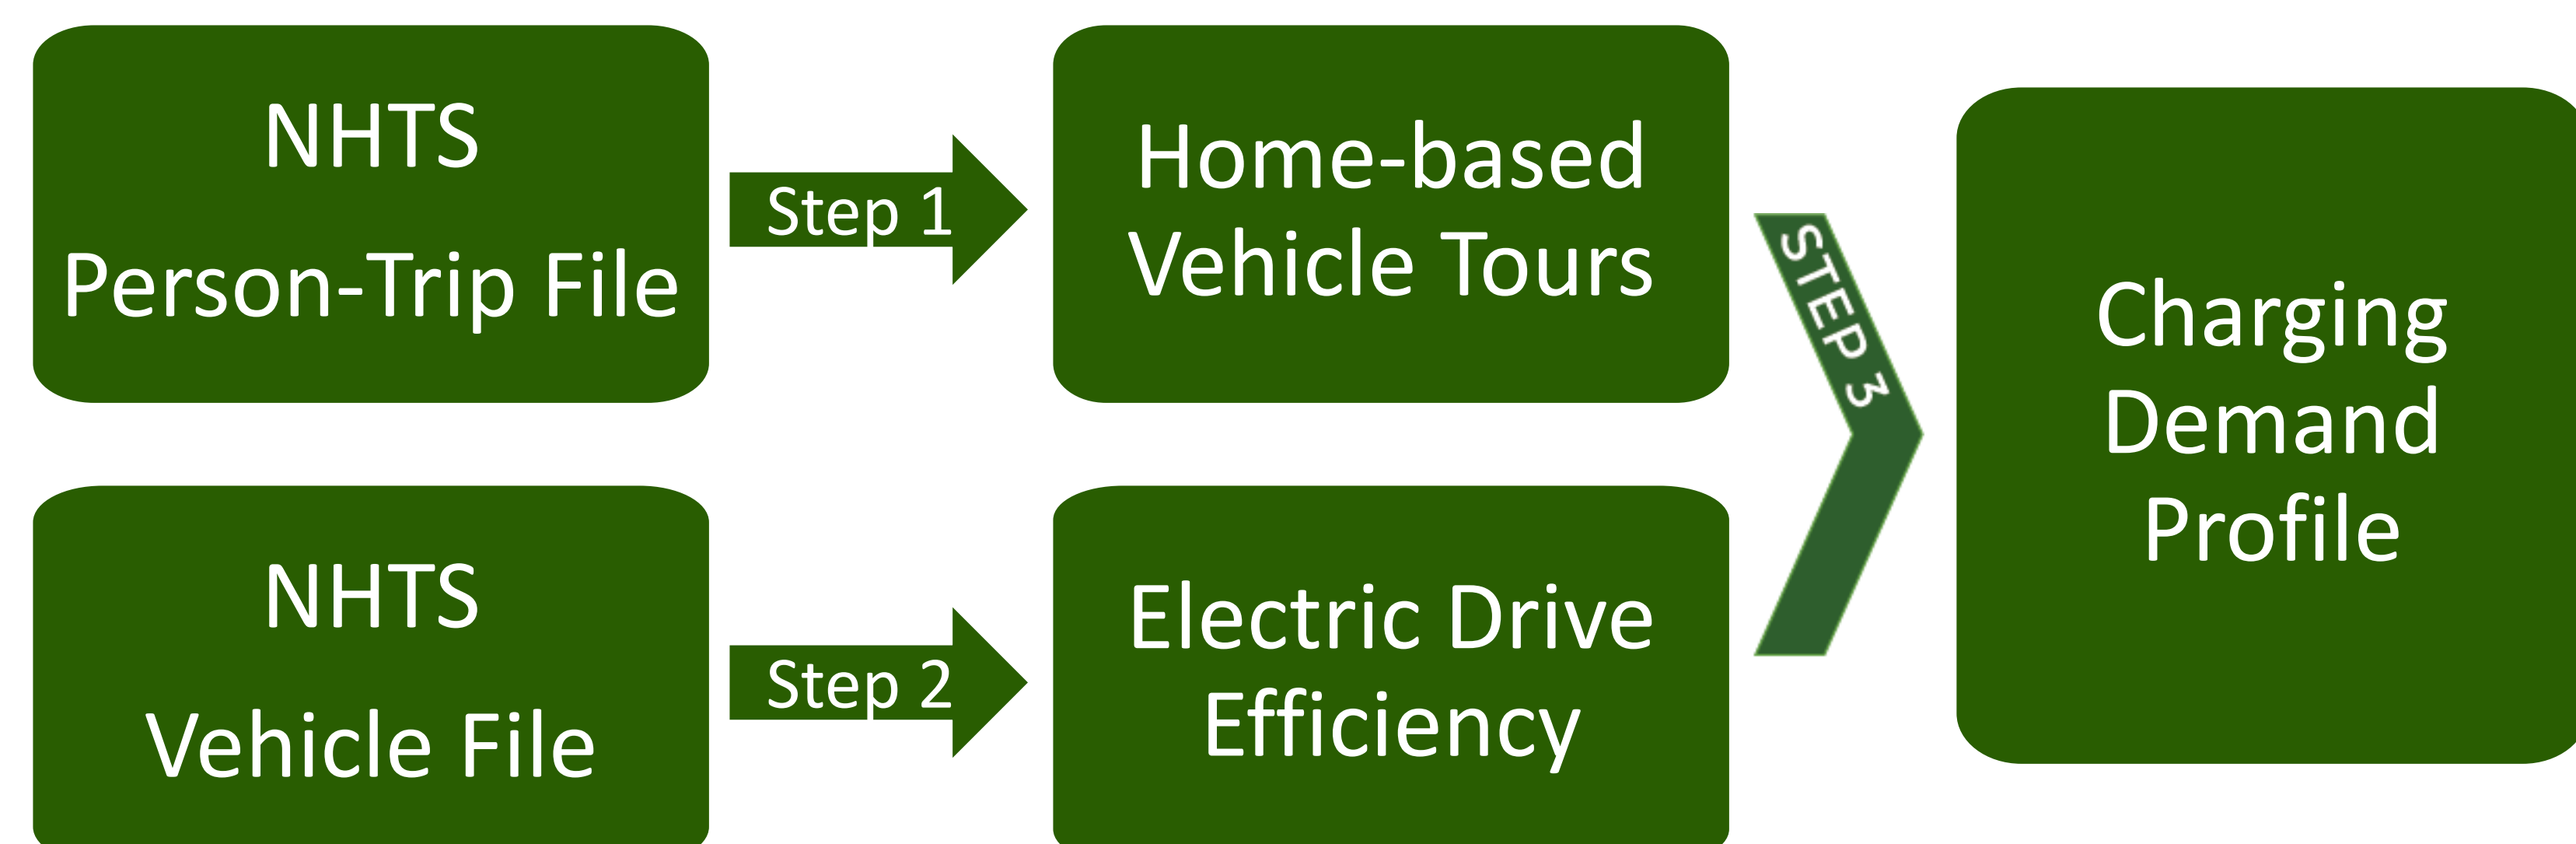 NHTS
Person-Trip File
Step 1
Home-based
Vehicle Tours
NHTS
Vehicle File
Step 2
Electric Drive
Efficiency
STEP 3
Charging
Demand
Profile